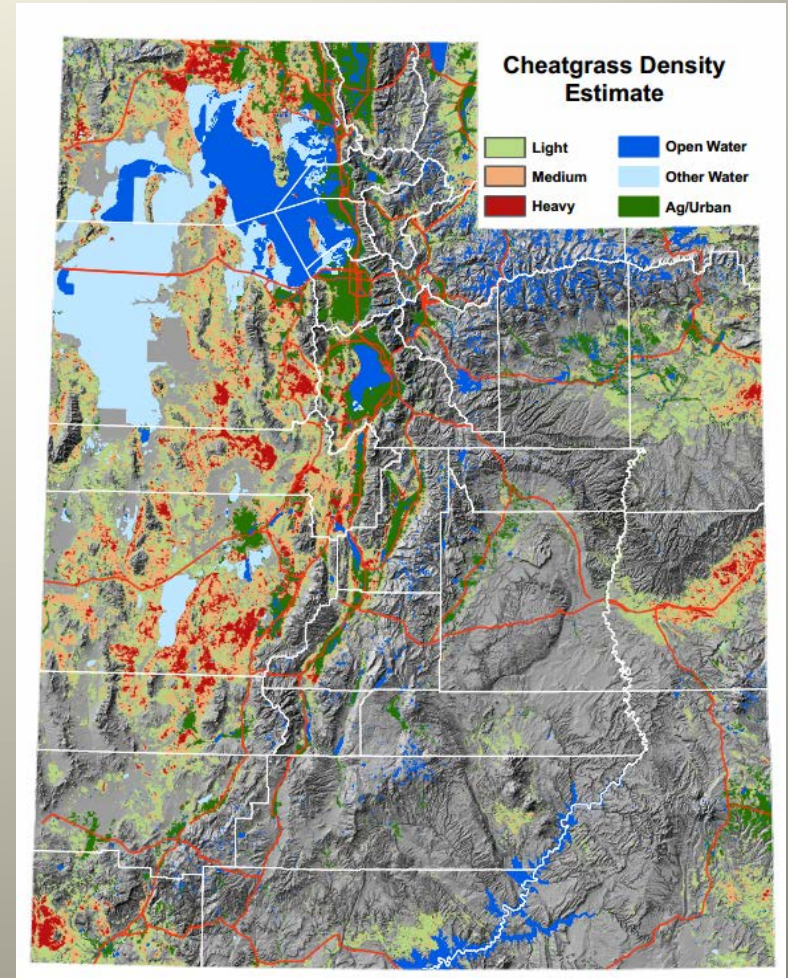 Cheatgrass Density
Estimate
Light
Open Water
Medium
Other Water
Heavy
Ag/Urban